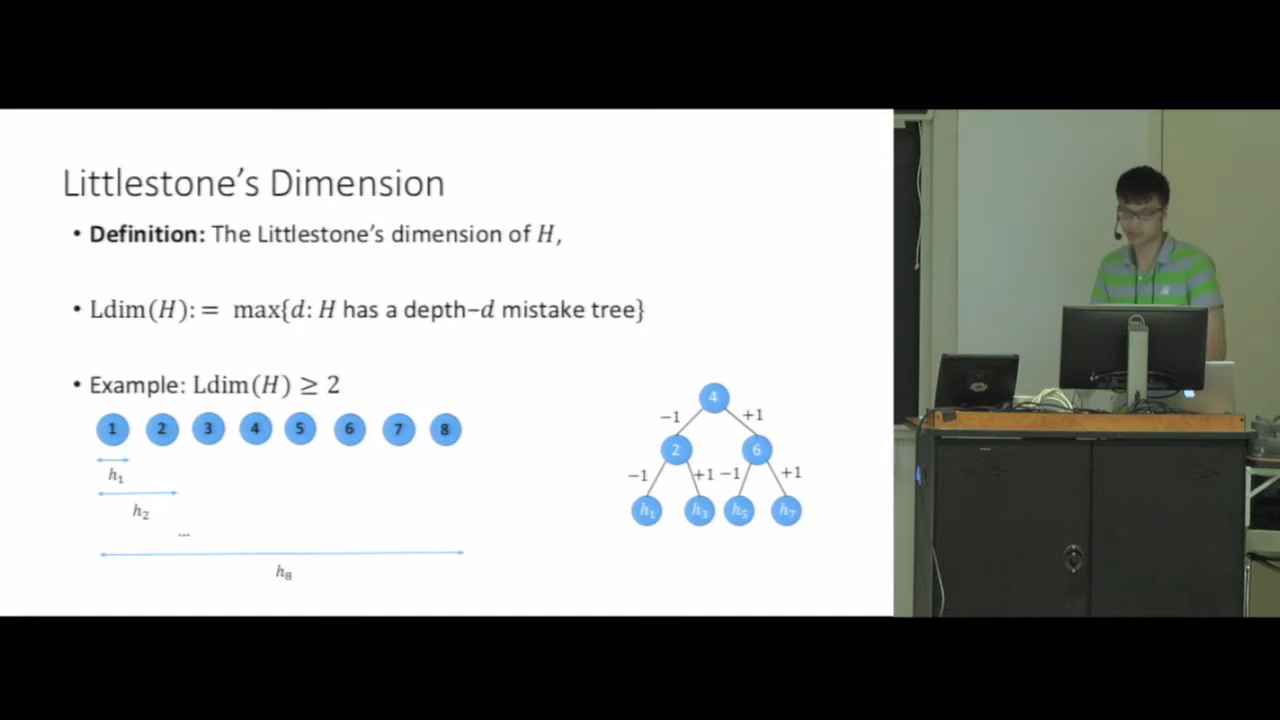 Littlestone's Dimension
• Definition: The Littlestone's dimension of H,
• Ldim(H): = max{d: H has a depth−d mistake tree}
• Example: Ldim(H) ≥ 2
1 2 3 4 5 6 7 8
h₁
h₂
...
h₈
4
−1 +1
2 6
−1 +1 −1 +1
h₁ h₃ h₅ h₇
DELL